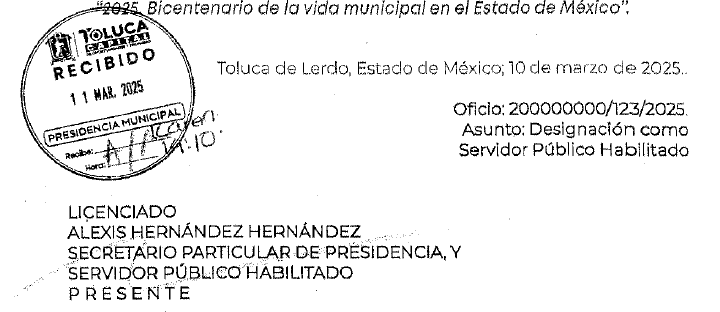 "2025. Bicentenario de la vida municipal en el Estado de México".
TOLUCA
CAPITAL
RECIBIDO
11 MAR. 2025
PRESIDENCIA MUNICIPAL
Recibe:
Hora:
Toluca de Lerdo, Estado de México; 10 de marzo de 2025..
Oficio: 200000000/123/2025.
Asunto: Designación como
Servidor Público Habilitado
LICENCIADO
ALEXIS HERNÁNDEZ HERNÁNDEZ
SECRETARIO PARTICULAR DE PRESIDENCIA, Y
SERVIDOR PÚBLICO HABILITADO
P R E S E N T E